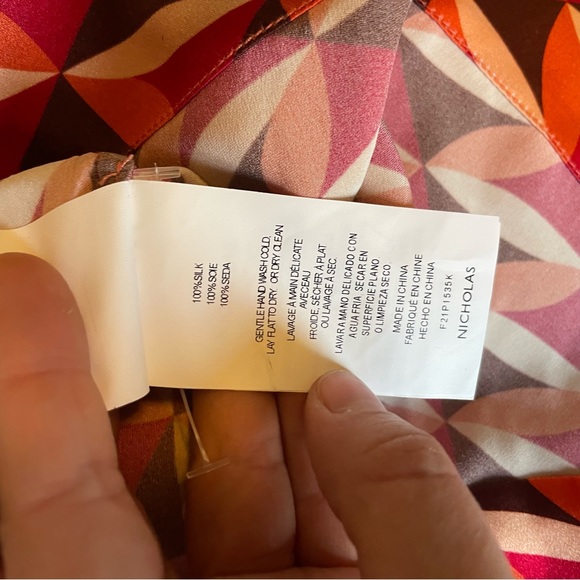 100% SILK
100% SOIE
100% SEDA
GENTLE HAND WASH COLD,
LAY FLAT TO DRY OR DRY CLEAN
LAVAGE À MAIN DÉLICATE
AVECEAU
FROIDE, SÉCHER À PLAT
OU LAVAGE À SEC
LAVAR A MANO DELICADO CON
AGUA FRIA SECAR EN
SUPERFICIE PLANO
O LIMPIEZA SECO
MADE IN CHINA
FABRIQUÉ EN CHINE
HECHO EN CHINA
F21P1535K
NICHOLAS